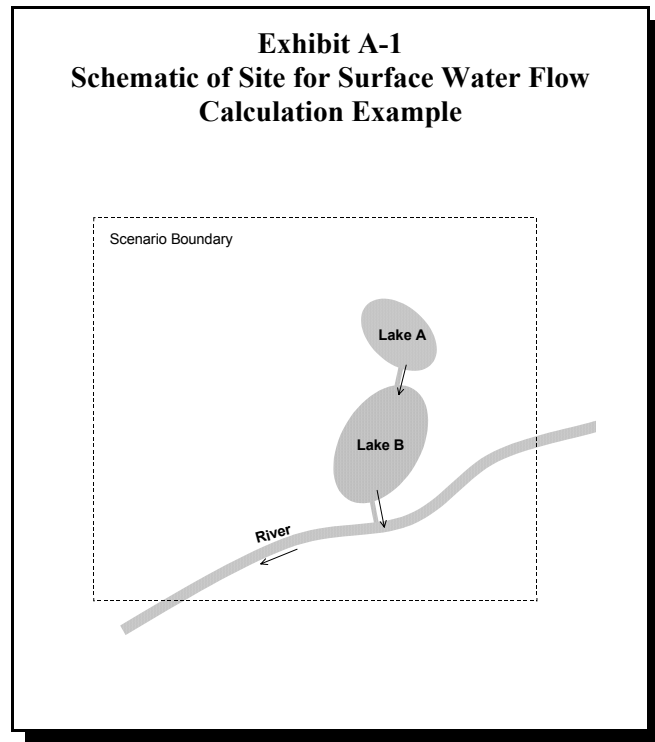 Exhibit A-1
Schematic of Site for Surface Water Flow
Calculation Example
Scenario Boundary
Lake A
Lake B
River